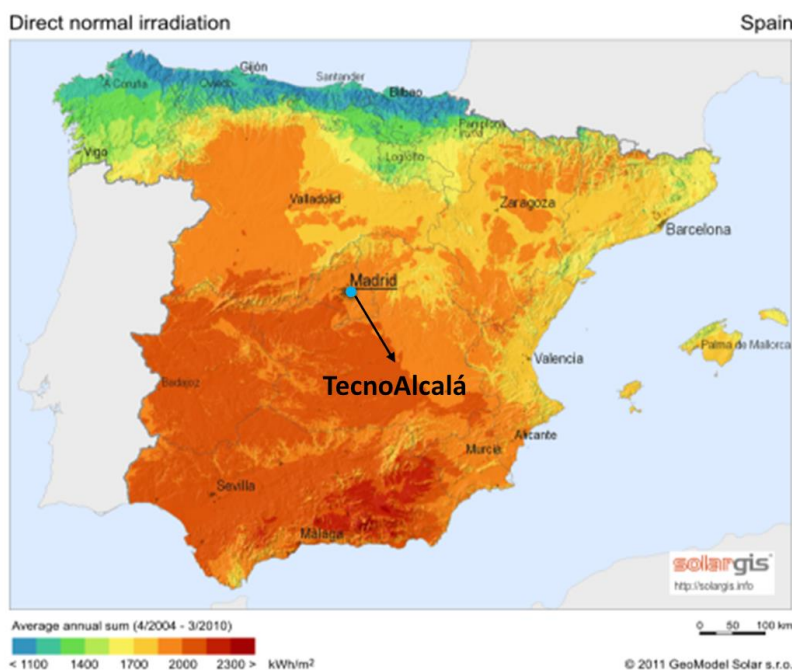 Direct normal irradiation
Spain
Gijón
A Coruña
Oviedo
Santander
Bilbao
Pamplona
Iruña
Vigo
Logroño
Valladolid
Zaragoza
Barcelona
Madrid
Palma de Mallorca
Valencia
TecnoAlcalá
Badajoz
Alicante
Murcia
Sevilla
Málaga
solargis
http://solargis.info
Average annual sum (4/2004 - 3/2010)
0 50 100 km
< 1100 1400 1700 2000 2300 > kWh/m²
© 2011 GeoModel Solar s.r.o.